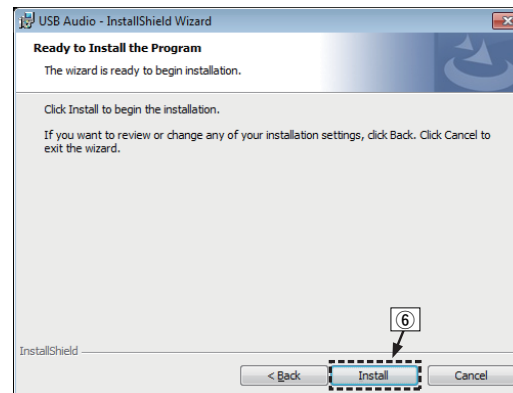 USB Audio - InstallShield Wizard
Ready to Install the Program
The wizard is ready to begin installation.
Click Install to begin the installation.
If you want to review or change any of your installation settings, click Back. Click Cancel to
exit the wizard.
⑥
InstallShield
< Back Install Cancel